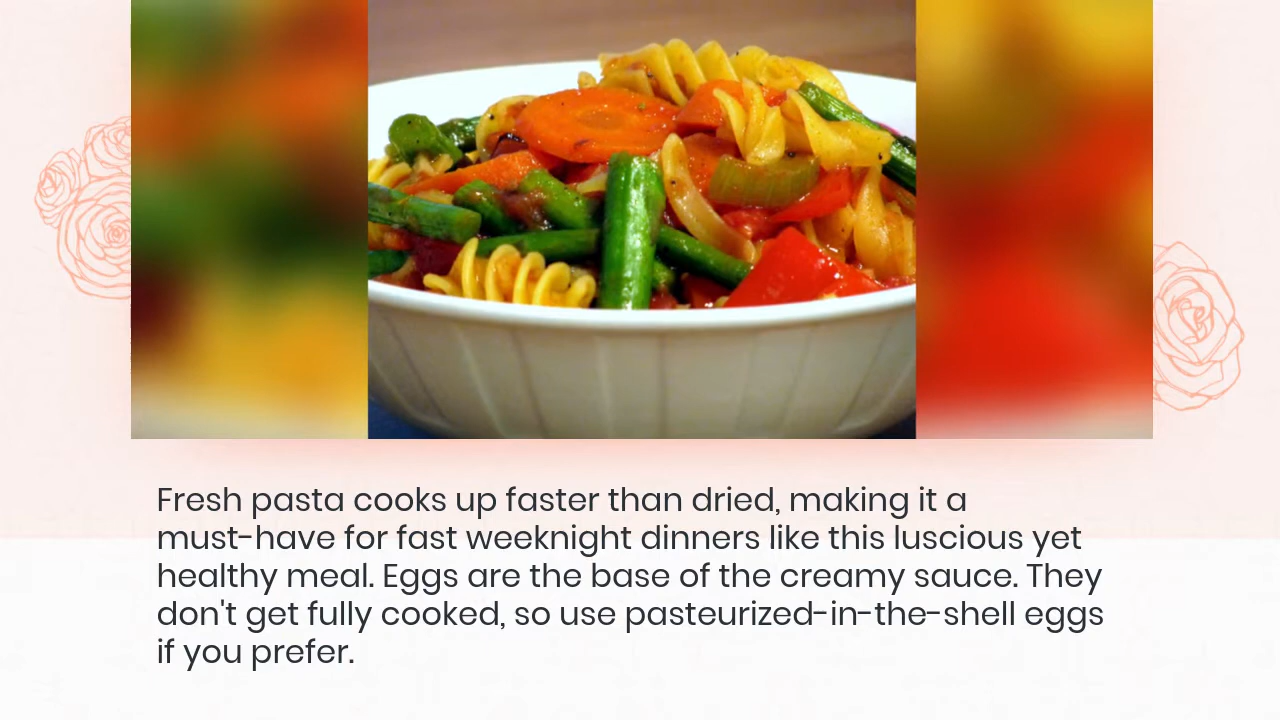 Fresh pasta cooks up faster than dried, making it a
must-have for fast weeknight dinners like this luscious yet
healthy meal. Eggs are the base of the creamy sauce. They
don't get fully cooked, so use pasteurized-in-the-shell eggs
if you prefer.